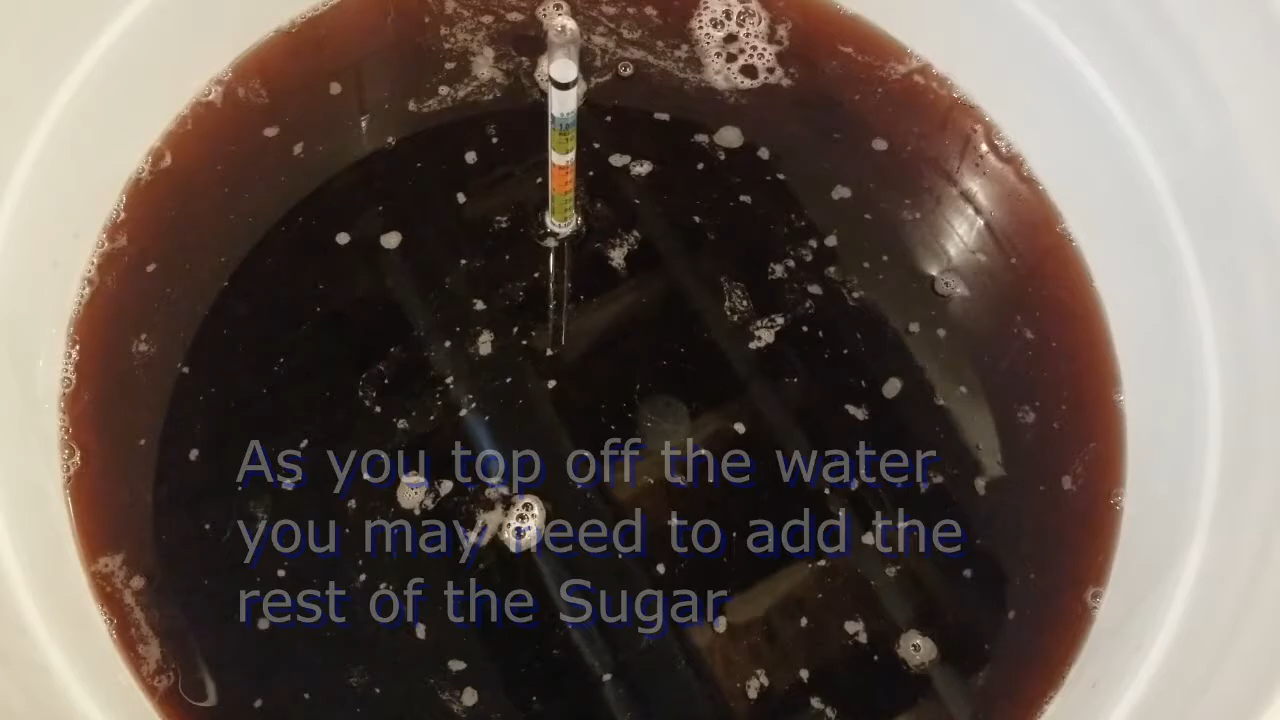 As you top off the water
you may need to add the
rest of the Sugar